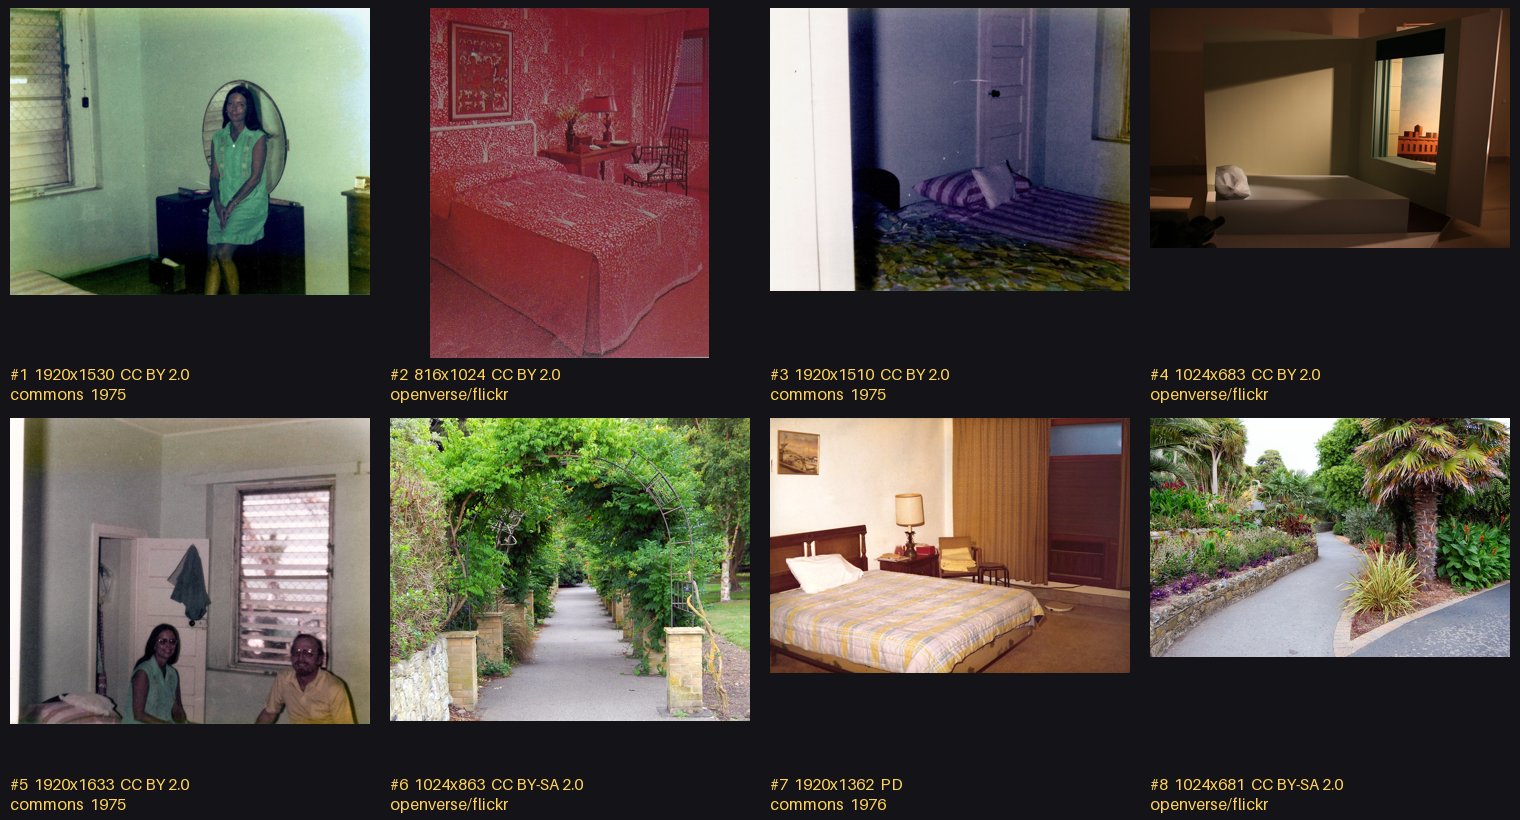 #1 1920x1530 CC BY 2.0
commons 1975
#2 816x1024 CC BY 2.0
openverse/flickr
#3 1920x1510 CC BY 2.0
commons 1975
#4 1024x683 CC BY 2.0
openverse/flickr
#5 1920x1633 CC BY 2.0
commons 1975
#6 1024x863 CC BY-SA 2.0
openverse/flickr
#7 1920x1362 PD
commons 1976
#8 1024x681 CC BY-SA 2.0
openverse/flickr